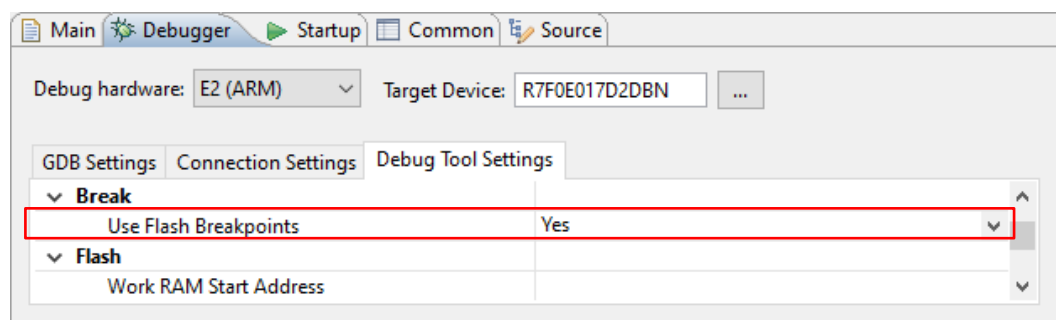 Main Debugger Startup Common Source
Debug hardware: E2 (ARM) Target Device: R7F0E017D2DBN ...
GDB Settings Connection Settings Debug Tool Settings
Break
Use Flash Breakpoints Yes
Flash
Work RAM Start Address